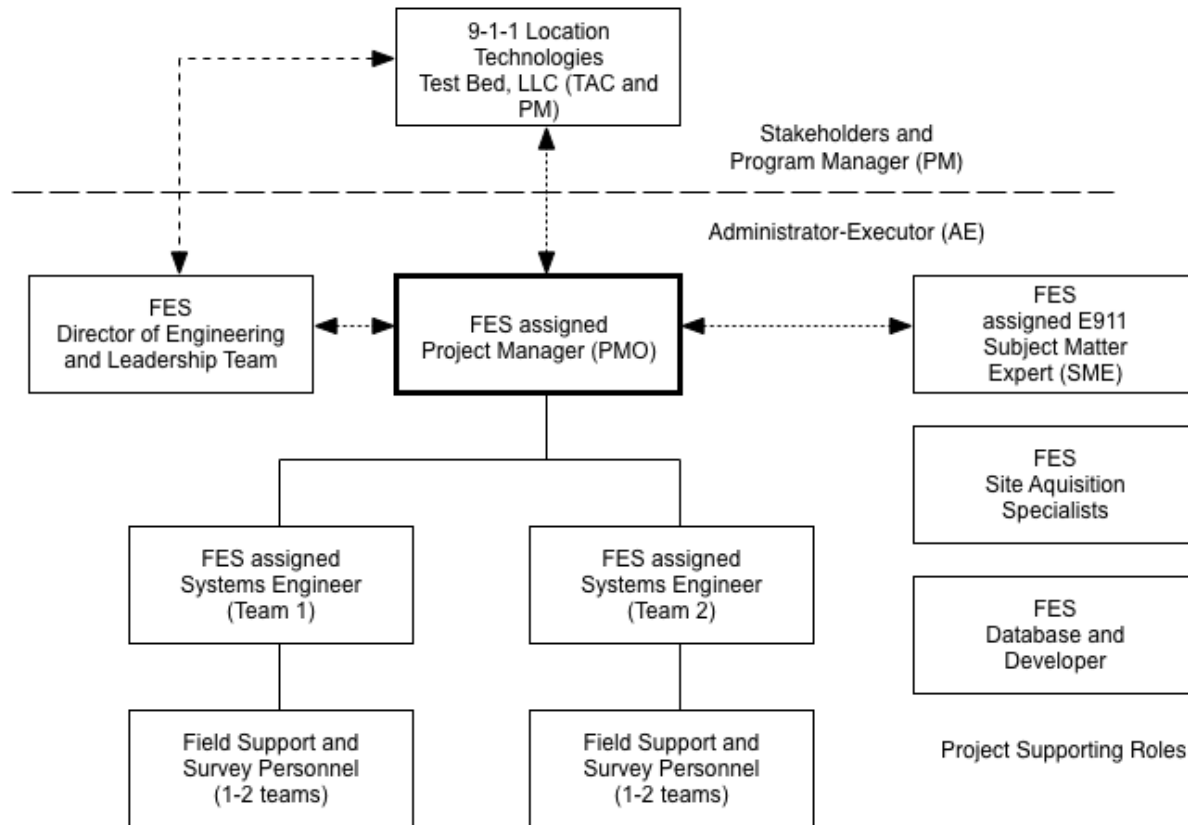 9-1-1 Location
Technologies
Test Bed, LLC (TAC and
PM)
Stakeholders and
Program Manager (PM)
Administrator-Executor (AE)
FES
Director of Engineering
and Leadership Team
FES assigned
Project Manager (PMO)
FES
assigned E911
Subject Matter
Expert (SME)
FES
Site Aquisition
Specialists
FES assigned
Systems Engineer
(Team 1)
FES assigned
Systems Engineer
(Team 2)
FES
Database and
Developer
Field Support and
Survey Personnel
(1-2 teams)
Field Support and
Survey Personnel
(1-2 teams)
Project Supporting Roles